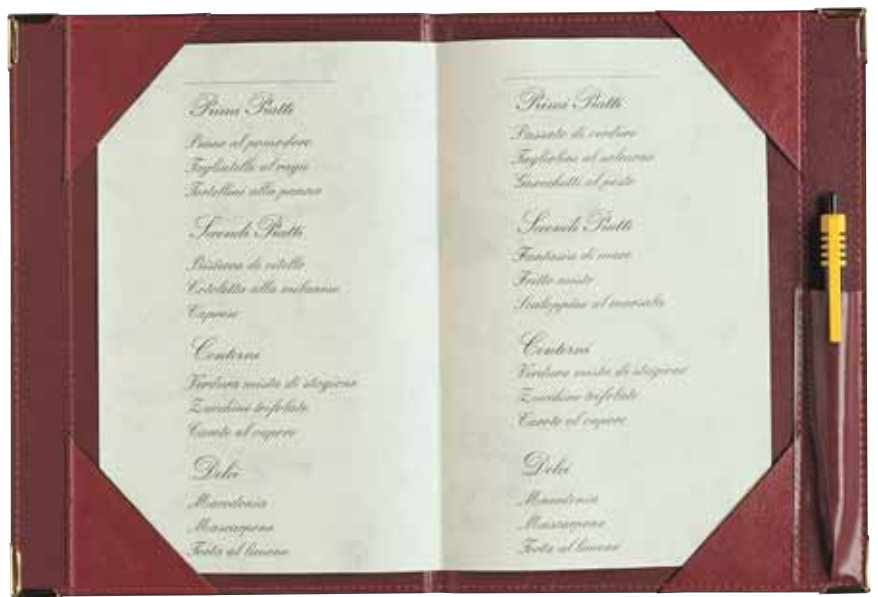 Primi Piatti
Penne al pomodoro
Tagliatelle al ragu
Tortellini alla panna
Secondi Piatti
Bistecca di vitello
Cotoletta alla milanese
Caprese
Contorni
Verdura mista di stagione
Zucchine trifolate
Carote al vapore
Dolci
Macedonia
Mascarpone
Torta al limone
Primi Piatti
Passato di verdure
Tagliolini al salmone
Gnocchetti al pesto
Secondi Piatti
Fantasia di mare
Fritto misto
Scaloppine al marsala
Contorni
Verdura mista di stagione
Zucchine trifolate
Carote al vapore
Dolci
Macedonia
Mascarpone
Torta al limone